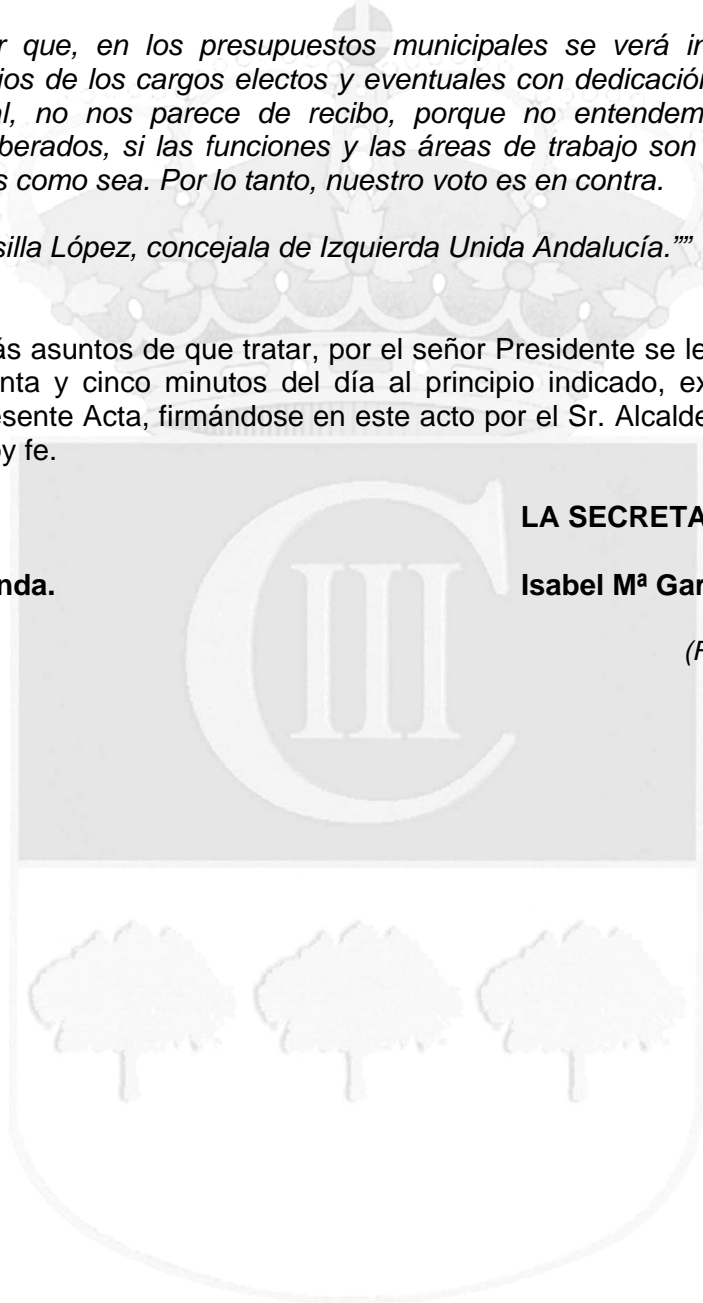 r que, en los presupuestos municipales se verá in
ios de los cargos electos y eventuales con dedicación
al, no nos parece de recibo, porque no entendem
berados, si las funciones y las áreas de trabajo son
s como sea. Por lo tanto, nuestro voto es en contra.
silla López, concejala de Izquierda Unida Andalucía.””
ás asuntos de que tratar, por el señor Presidente se le
nta y cinco minutos del día al principio indicado, ex
esente Acta, firmándose en este acto por el Sr. Alcalde
oy fe.
LA SECRETA
nda. Isabel Mª Gar
(F
C III